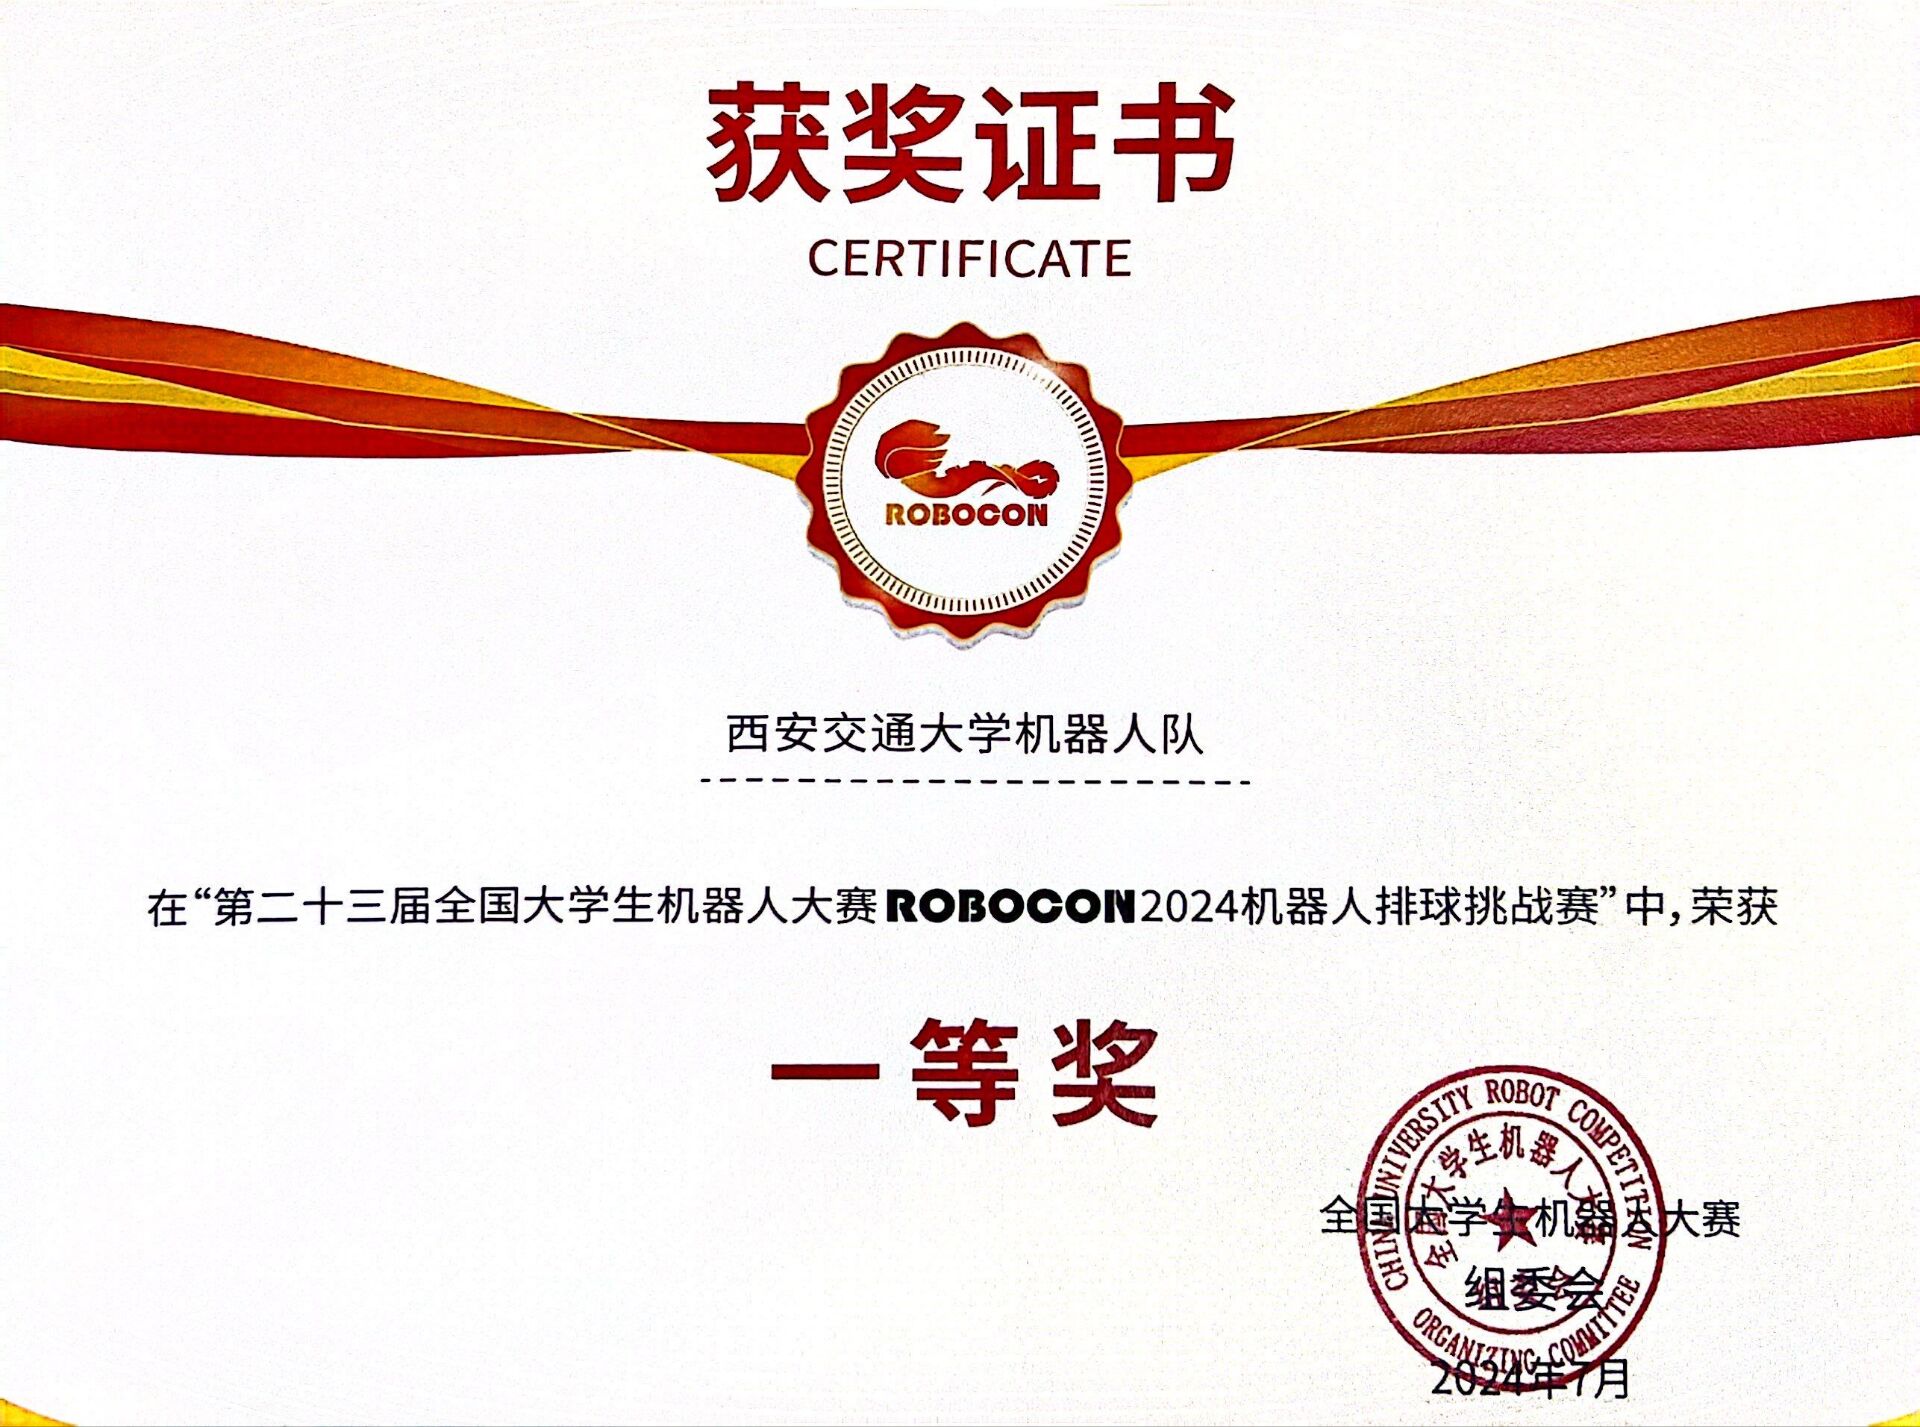 获奖证书
CERTIFICATE
ROBOCON
西安交通大学机器人队
在“第二十三届全国大学生机器人大赛ROBOCON2024机器人排球挑战赛”中,荣获
一等奖
CHINA UNIVERSITY ROBOT COMPETITION
全国大学生机器人大赛
组委会
ORGANIZING COMMITTEE
全国大学生机器人大赛
组委会
2024年7月